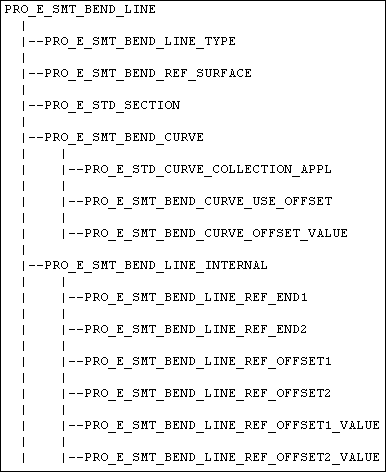 PRO_E_SMT_BEND_LINE
|
|--PRO_E_SMT_BEND_LINE_TYPE
|
|--PRO_E_SMT_BEND_REF_SURFACE
|
|--PRO_E_STD_SECTION
|
|--PRO_E_SMT_BEND_CURVE
|    |
|    |--PRO_E_STD_CURVE_COLLECTION_APPL
|    |
|    |--PRO_E_SMT_BEND_CURVE_USE_OFFSET
|    |
|    |--PRO_E_SMT_BEND_CURVE_OFFSET_VALUE
|
|--PRO_E_SMT_BEND_LINE_INTERNAL
|    |
|    |--PRO_E_SMT_BEND_LINE_REF_END1
|    |
|    |--PRO_E_SMT_BEND_LINE_REF_END2
|    |
|    |--PRO_E_SMT_BEND_LINE_REF_OFFSET1
|    |
|    |--PRO_E_SMT_BEND_LINE_REF_OFFSET2
|    |
|    |--PRO_E_SMT_BEND_LINE_REF_OFFSET1_VALUE
|    |
|    |--PRO_E_SMT_BEND_LINE_REF_OFFSET2_VALUE